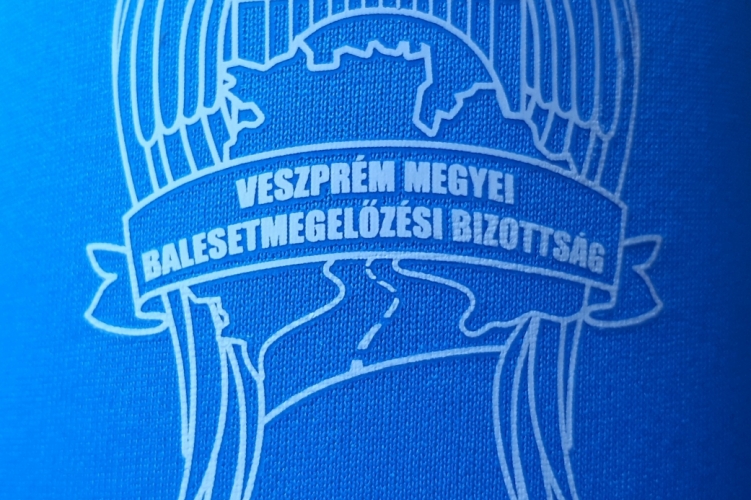 VESZPRÉM MEGYEI
BALESETMEGELŐZÉSI BIZOTTSÁG